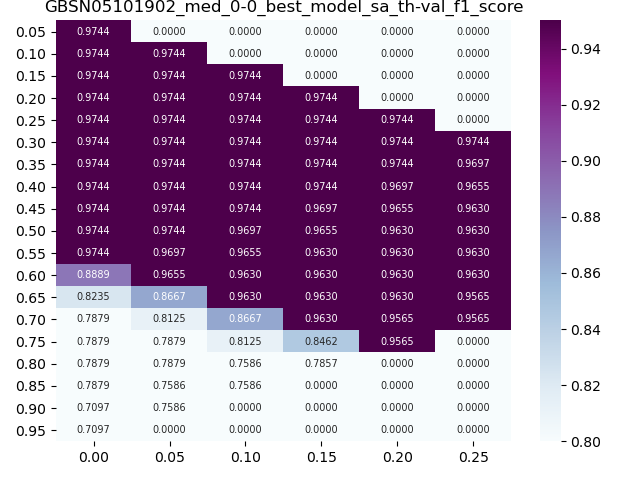 GBSN05101902_med_0-0_best_model_sa_th-val_f1_score
0.05 0.9744 0.0000 0.0000 0.0000 0.0000 0.0000
0.10 0.9744 0.9744 0.0000 0.0000 0.0000 0.0000
0.15 0.9744 0.9744 0.9744 0.0000 0.0000 0.0000
0.20 0.9744 0.9744 0.9744 0.9744 0.0000 0.0000
0.25 0.9744 0.9744 0.9744 0.9744 0.9744 0.0000
0.30 0.9744 0.9744 0.9744 0.9744 0.9744 0.9744
0.35 0.9744 0.9744 0.9744 0.9744 0.9744 0.9697
0.40 0.9744 0.9744 0.9744 0.9744 0.9697 0.9655
0.45 0.9744 0.9744 0.9744 0.9697 0.9655 0.9630
0.50 0.9744 0.9744 0.9697 0.9655 0.9630 0.9630
0.55 0.9744 0.9697 0.9655 0.9630 0.9630 0.9630
0.60 0.8889 0.9655 0.9630 0.9630 0.9630 0.9630
0.65 0.8235 0.8667 0.9630 0.9630 0.9630 0.9565
0.70 0.7879 0.8125 0.8667 0.9630 0.9565 0.9565
0.75 0.7879 0.7879 0.8125 0.8462 0.9565 0.0000
0.80 0.7879 0.7879 0.7586 0.7857 0.0000 0.0000
0.85 0.7879 0.7586 0.7586 0.0000 0.0000 0.0000
0.90 0.7097 0.7586 0.0000 0.0000 0.0000 0.0000
0.95 0.7097 0.0000 0.0000 0.0000 0.0000 0.0000
0.00 0.05 0.10 0.15 0.20 0.25
0.94
0.92
0.90
0.88
0.86
0.84
0.82
0.80